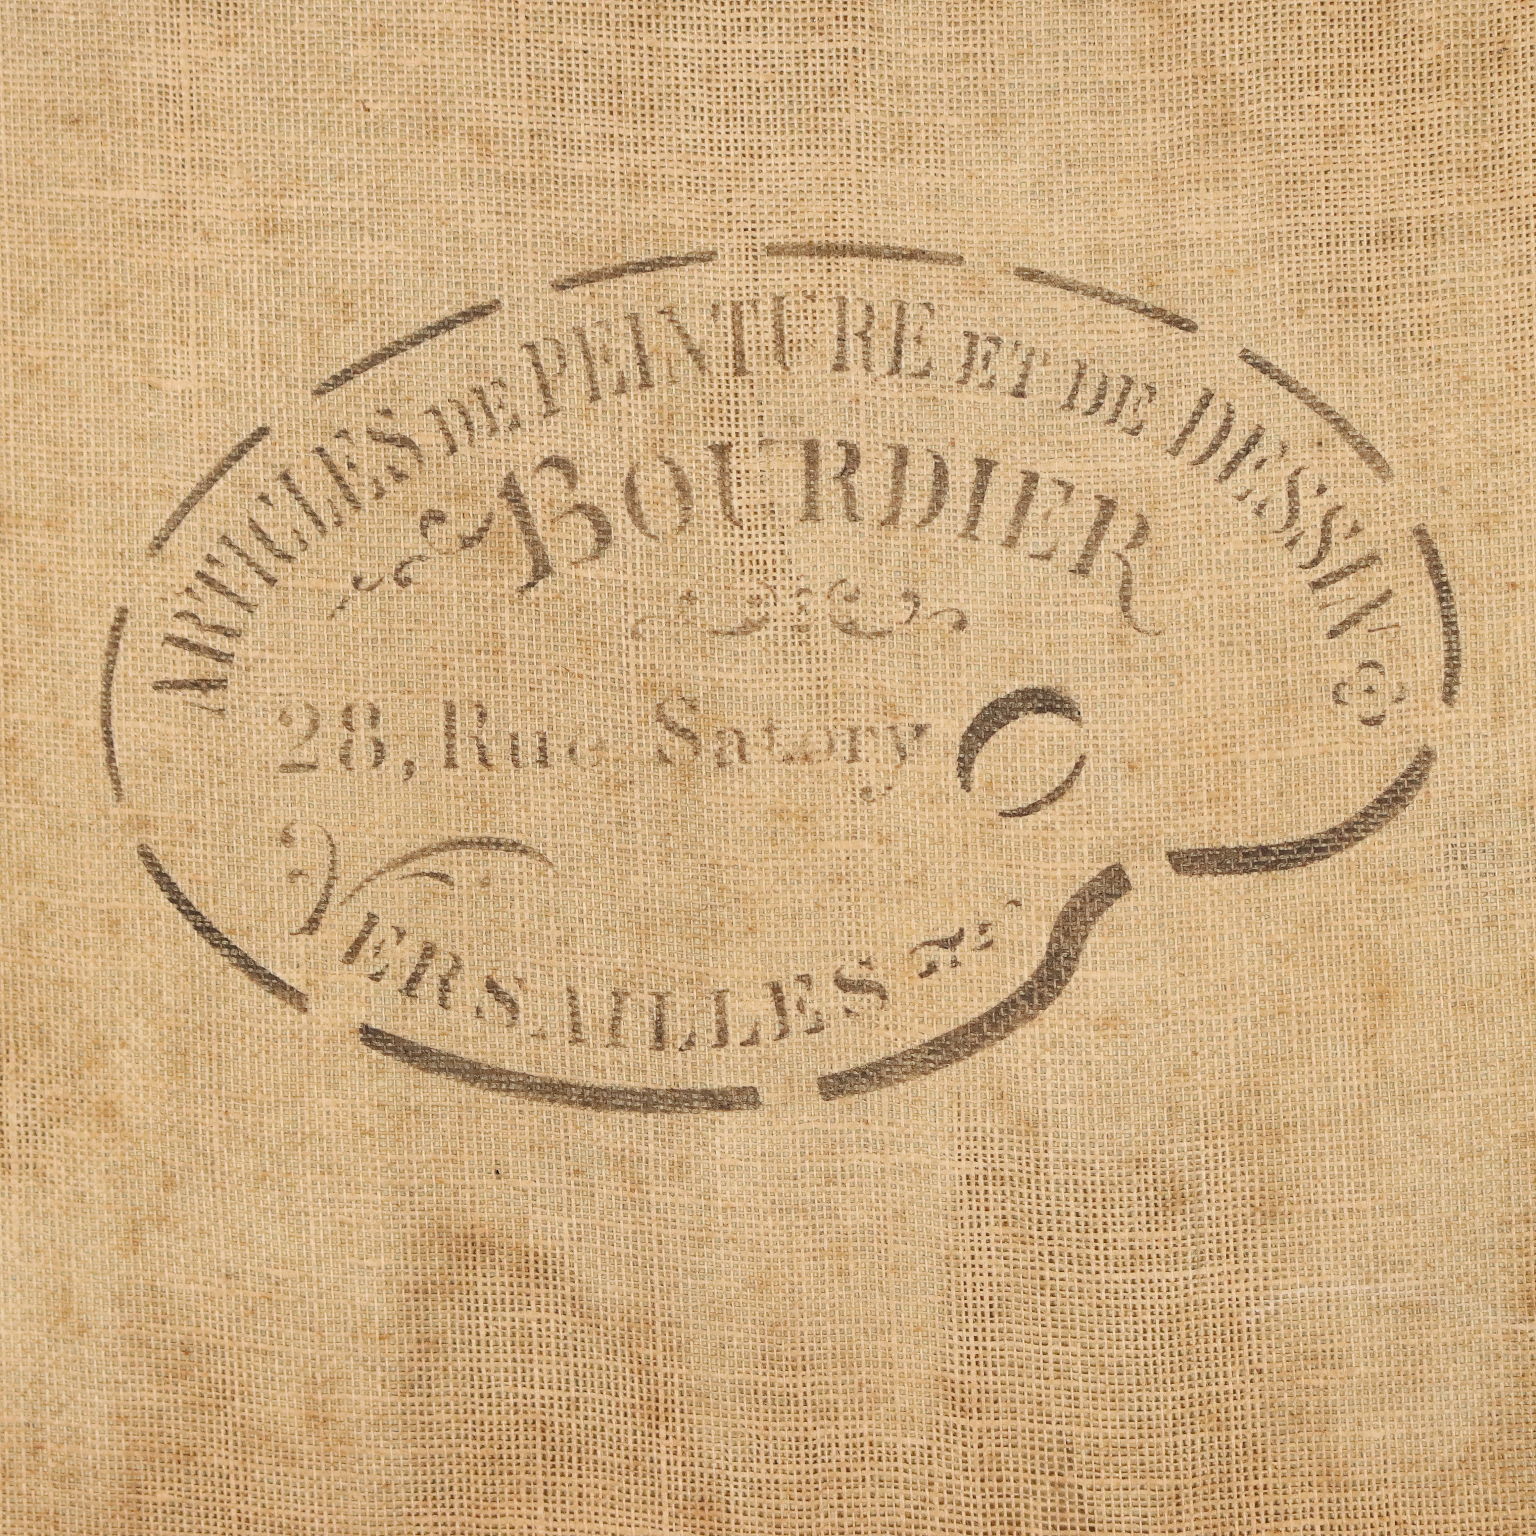 ARTICLES DE PEINTURE ET DE DESSIN
BOURDIER
28, Rue Satory
VERSAILLES